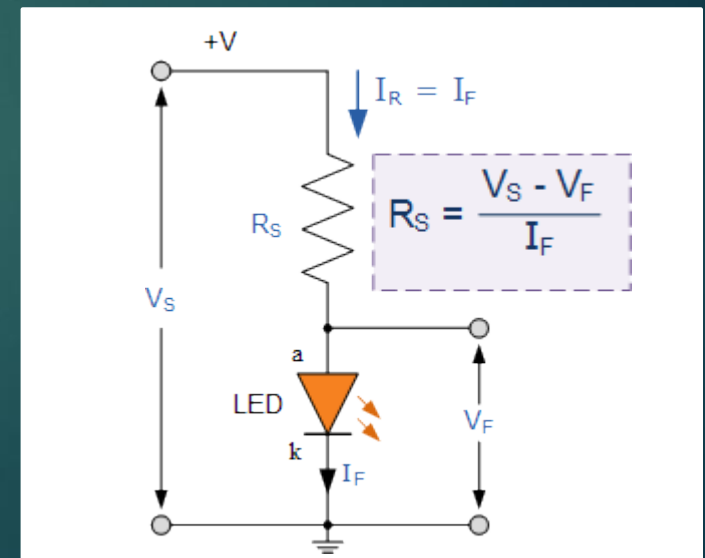 +V
I_R = I_F
R_S = (V_S - V_F) / I_F
R_S
V_S
a
LED
V_F
k
I_F